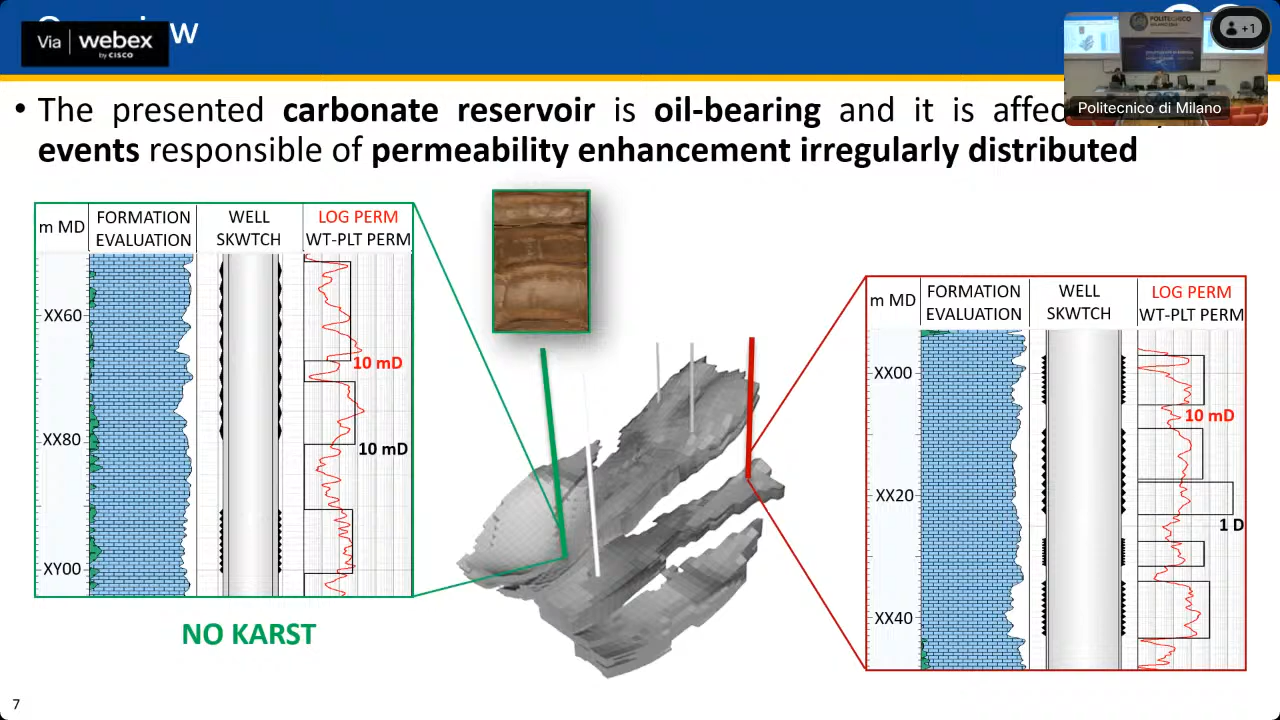 Via webex
by CISCO
w
+1
POLITECNICO
Politecnico di Milano
• The presented carbonate reservoir is oil-bearing and it is
events responsible of permeability enhancement irregularly distributed
m MD
FORMATION
EVALUATION
WELL
SKWTCH
LOG PERM
WT-PLT PERM
XX60
10 mD
XX80
10 mD
XY00
NO KARST
m MD
FORMATION
EVALUATION
WELL
SKWTCH
LOG PERM
WT-PLT PERM
XX00
10 mD
XX20
1 D
XX40
7